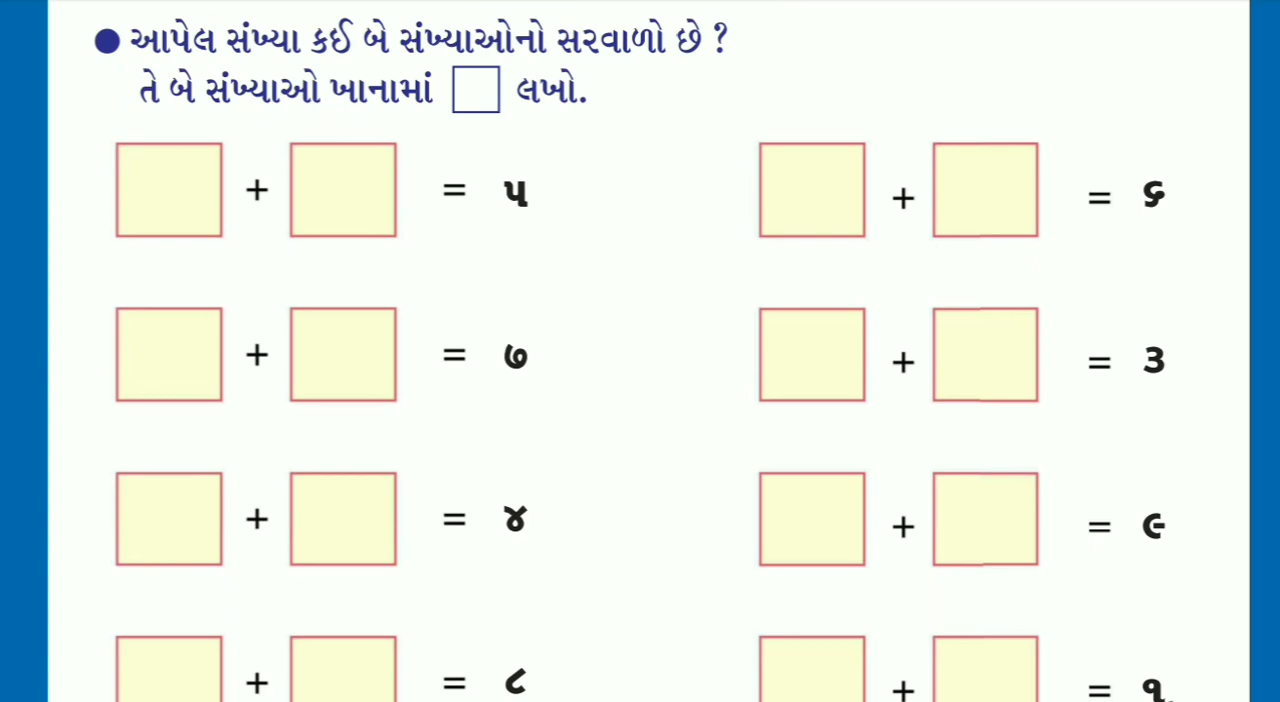 ● આપેલ સંખ્યા કઈ બે સંખ્યાઓનો સરવાળો છે ?
તે બે સંખ્યાઓ ખાનામાં □ લખો.
+ = ૫
+ = ૬
+ = ૭
+ = ૩
+ = ૪
+ = ૯
+ = ૮
+ = ૧